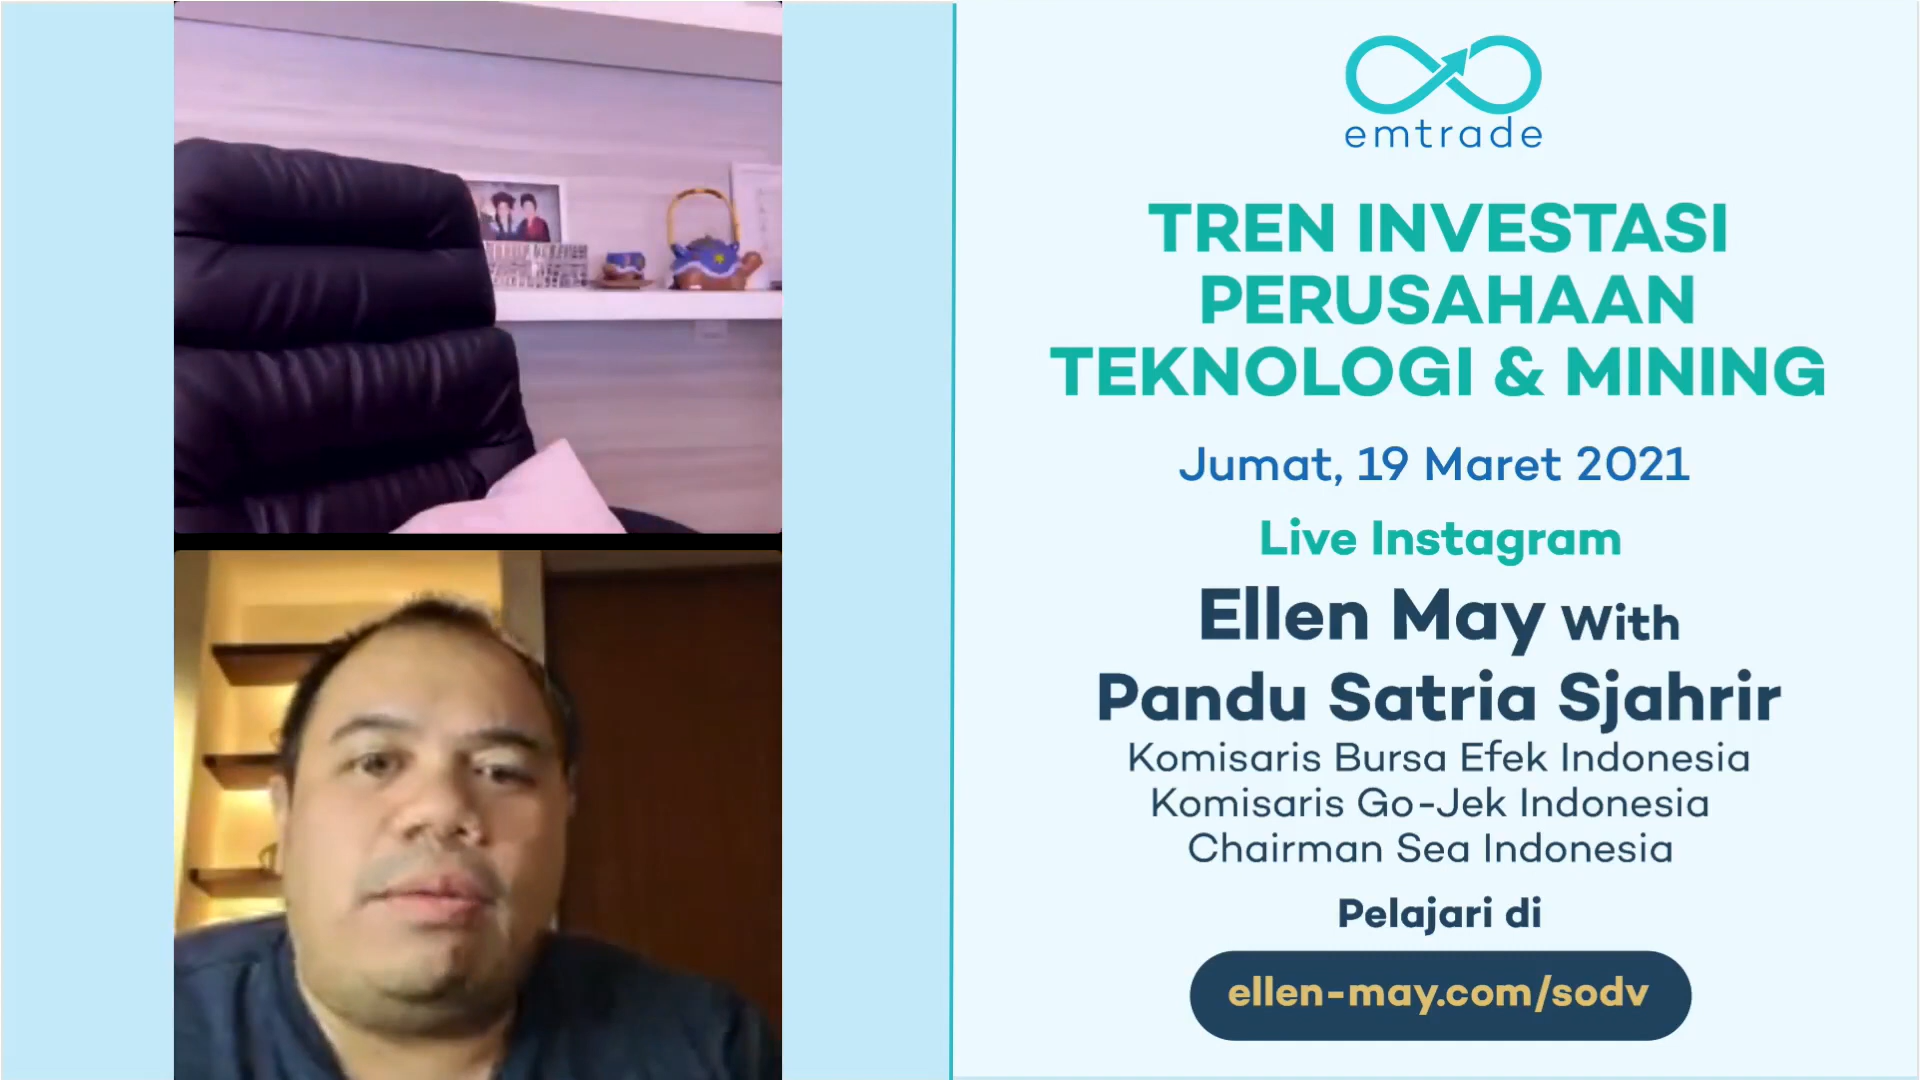 emtrade
TREN INVESTASI
PERUSAHAAN
TEKNOLOGI & MINING
Jumat, 19 Maret 2021
Live Instagram
Ellen May With
Pandu Satria Sjahrir
Komisaris Bursa Efek Indonesia
Komisaris Go-Jek Indonesia
Chairman Sea Indonesia
Pelajari di
ellen-may.com/sodv